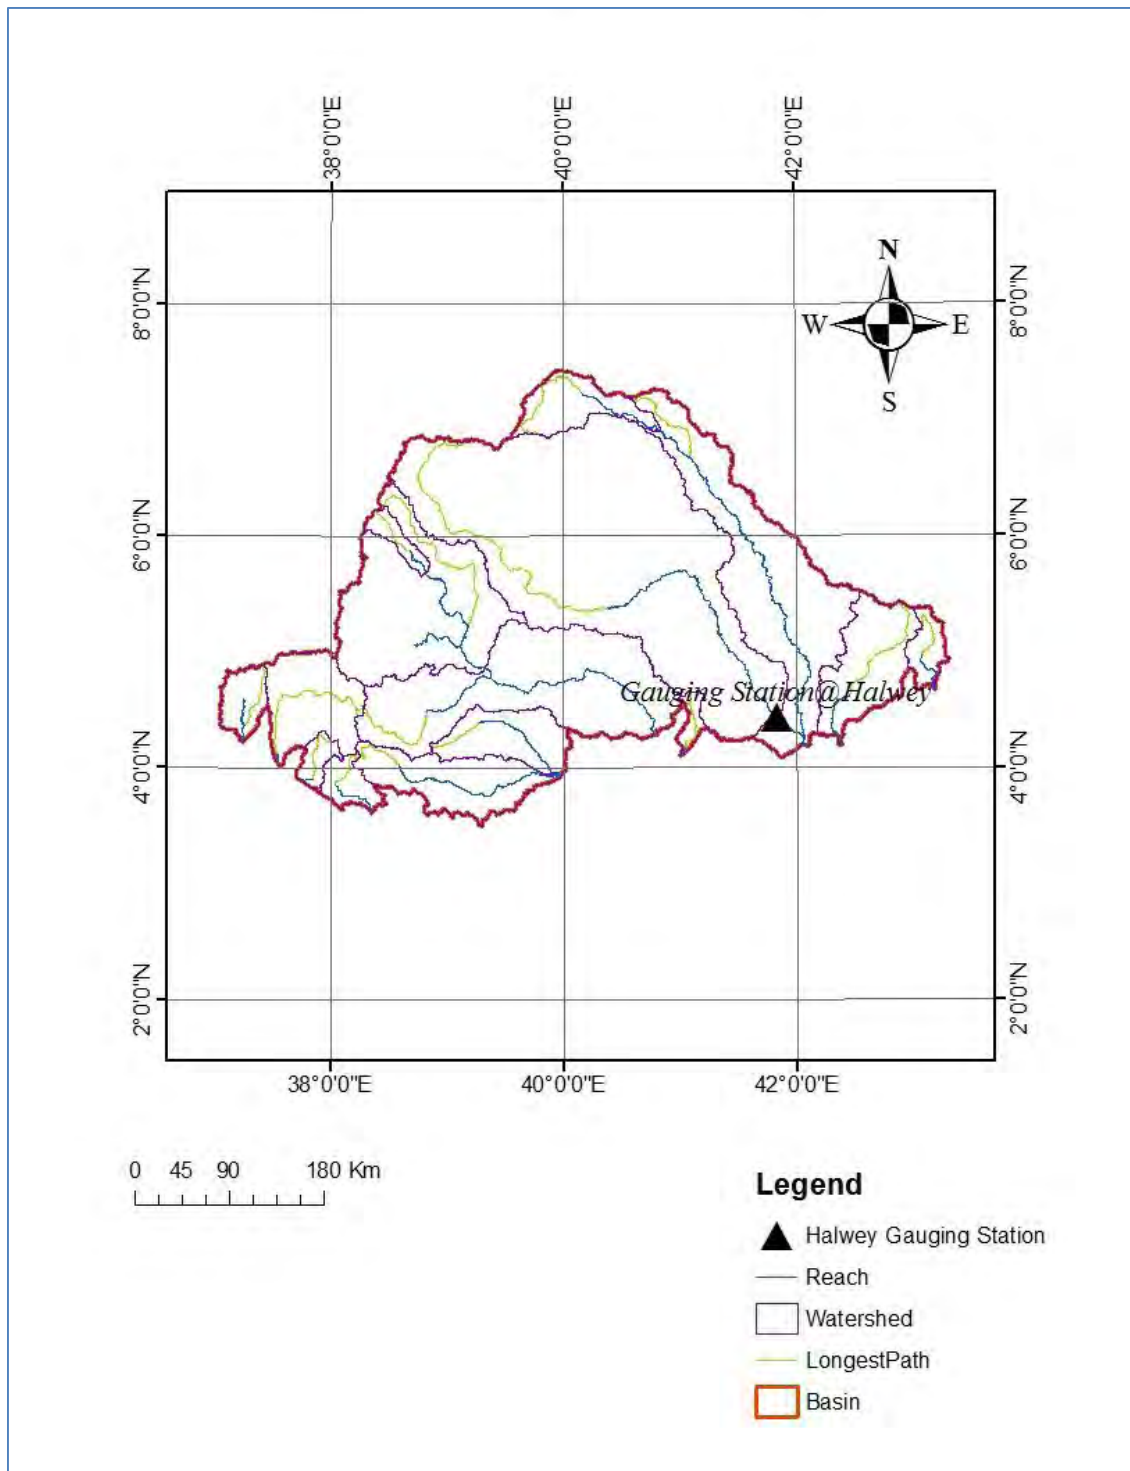 38°0'0"E 40°0'0"E 42°0'0"E
N
W E
S
8°0'0"N 8°0'0"N
6°0'0"N 6°0'0"N
Gauging Station@Halwey
4°0'0"N 4°0'0"N
2°0'0"N 2°0'0"N
38°0'0"E 40°0'0"E 42°0'0"E
0 45 90 180 Km
Legend
Halwey Gauging Station
Reach
Watershed
LongestPath
Basin